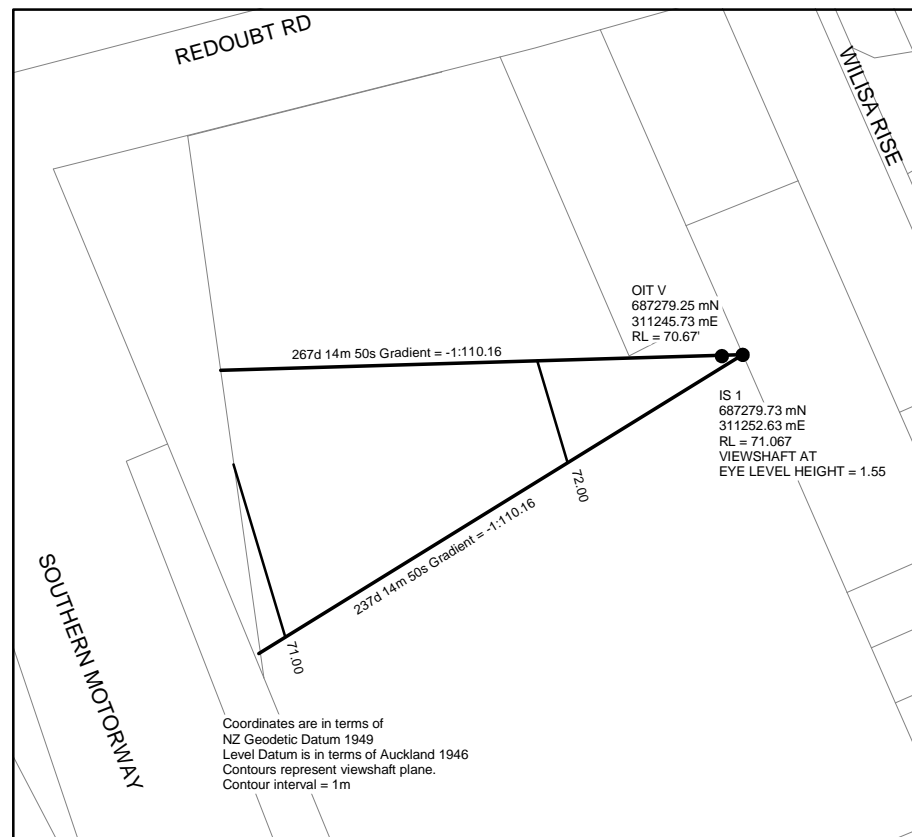 REDOUBT RD
WILISA RISE
OIT V
687279.25 mN
311245.73 mE
RL = 70.67'
267d 14m 50s Gradient = -1:110.16
IS 1
687279.73 mN
311252.63 mE
RL = 71.067
VIEWSHAFT AT
EYE LEVEL HEIGHT = 1.55
72.00
237d 14m 50s Gradient = -1:110.16
SOUTHERN MOTORWAY
71.00
Coordinates are in terms of
NZ Geodetic Datum 1949
Level Datum is in terms of Auckland 1946
Contours represent viewshaft plane.
Contour interval = 1m